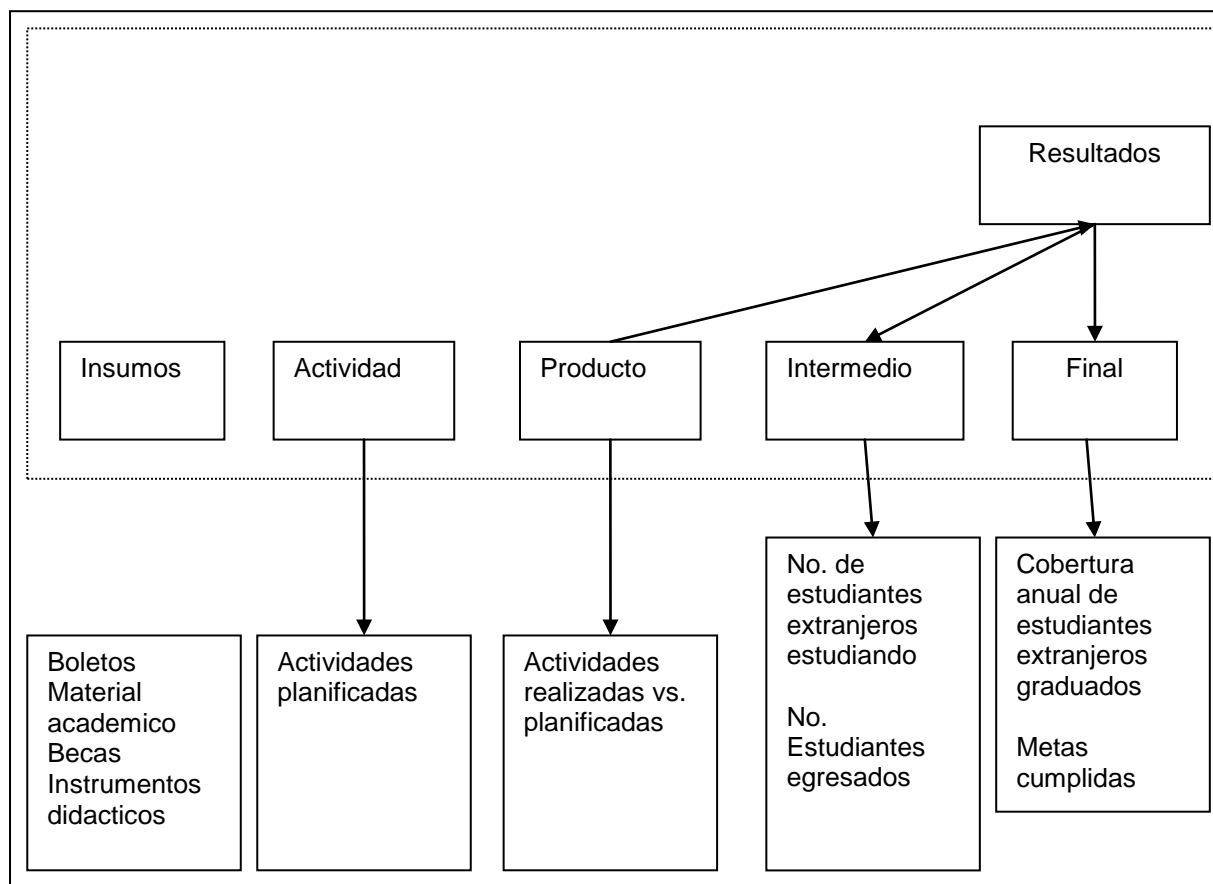 Resultados
Insumos
Actividad
Producto
Intermedio
Final
Boletos
Material
academico
Becas
Instrumentos
didacticos
Actividades
planificadas
Actividades
realizadas vs.
planificadas
No. de
estudiantes
extranjeros
estudiando
No.
Estudiantes
egresados
Cobertura
anual de
estudiantes
extranjeros
graduados
Metas
cumplidas